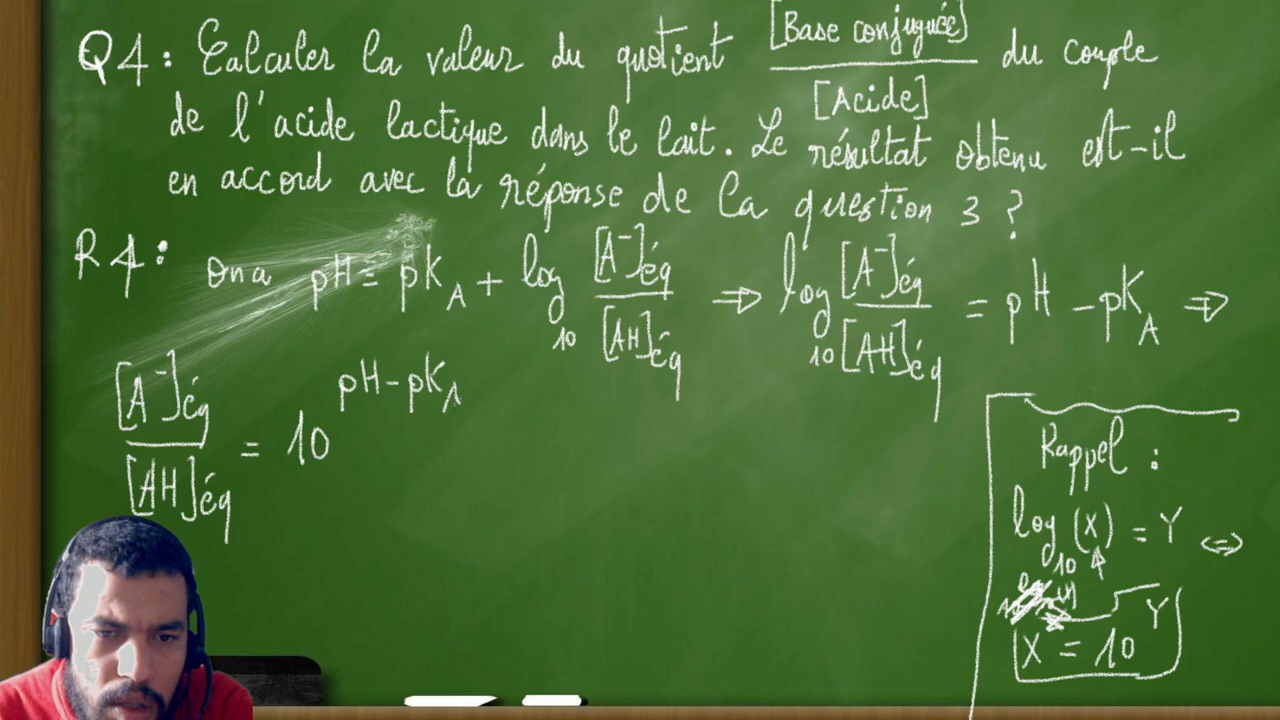 Q4: Calculer la valeur du quotient [Base conjuguée] / [Acide] du couple
de l'acide lactique dans le lait. Le résultat obtenu est-il
en accord avec la réponse de la question 3 ?
R4: On a pH = pK_A + log_10 [A⁻]éq / [AH]éq ⇒ log_10 [A⁻]éq / [AH]éq = pH - pK_A ⇒
[A⁻]éq / [AH]éq = 10^(pH-pK_A)
Rappel :
log_10 (X) = Y ⇔
X = 10^Y